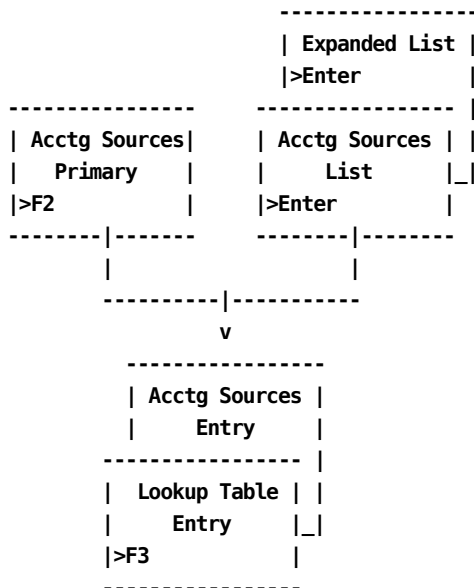 Expanded List
>Enter
Acctg Sources
Primary
>F2
Acctg Sources
List
>Enter
v
Acctg Sources
Entry
Lookup Table
Entry
>F3